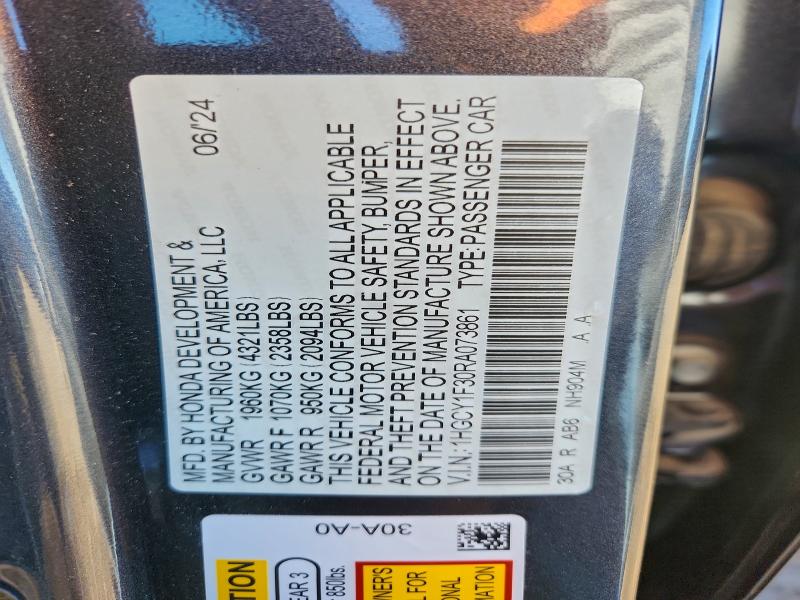 MFD. BY HONDA DEVELOPMENT &
MANUFACTURING OF AMERICA, LLC 06/'24
GVWR 1960KG (4321LBS)
GAWR F 1070KG (2358LBS)
GAWR R 950KG (2094LBS)
THIS VEHICLE CONFORMS TO ALL APPLICABLE
FEDERAL MOTOR VEHICLE SAFETY, BUMPER,
AND THEFT PREVENTION STANDARDS IN EFFECT
ON THE DATE OF MANUFACTURE SHOWN ABOVE.
V.I.N.: 1HGCY1F30RA073861 TYPE: PASSENGER CAR
30A R AB6 NH904M A A
30A-A0
850lbs.